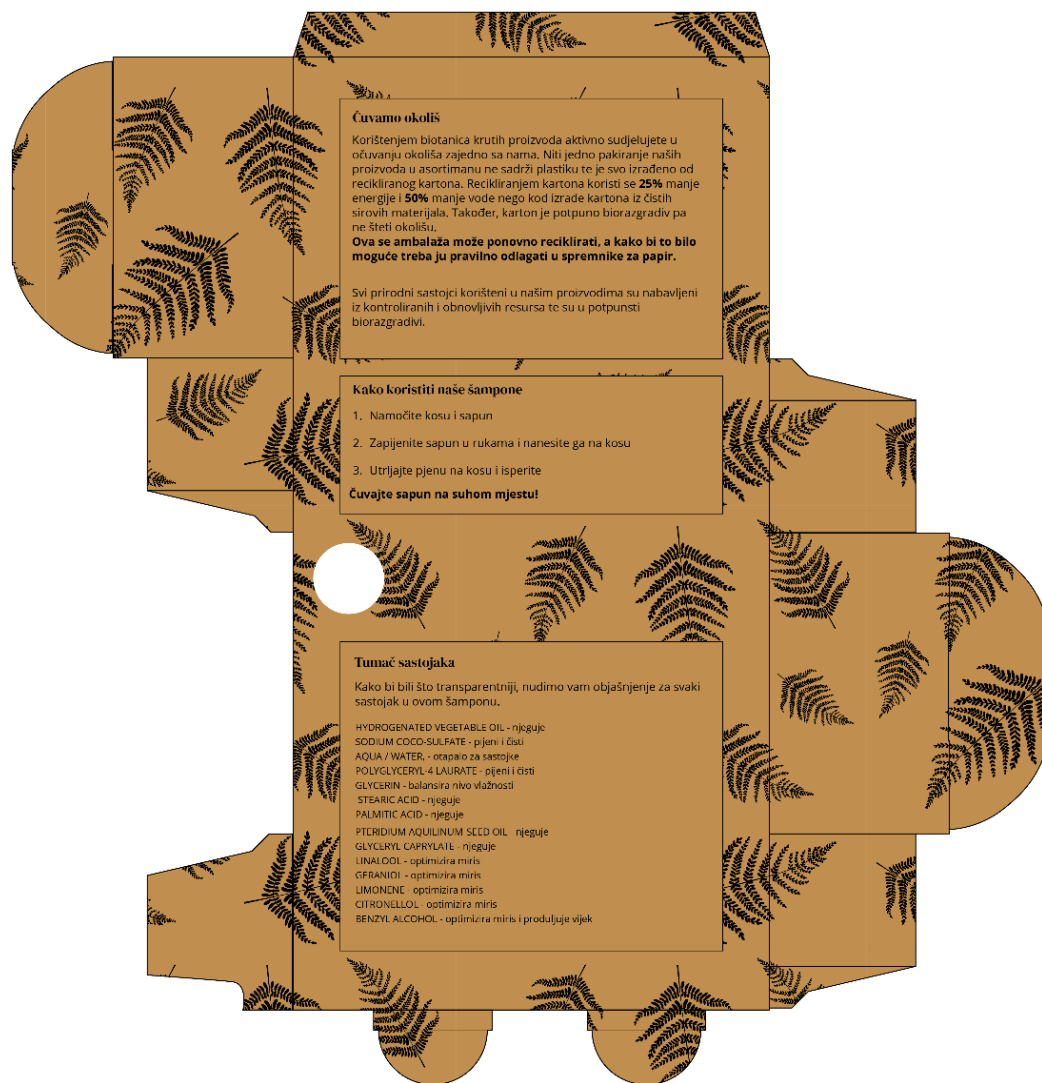 Čuvamo okoliš
Korištenjem biotanica krutih proizvoda aktivno sudjelujete u
očuvanju okoliša zajedno sa nama. Niti jedno pakiranje naših
proizvoda u asortimanu ne sadrži plastiku te je svo izrađeno od
recikliranog kartona. Recikliranjem kartona koristi se 25% manje
energije i 50% manje vode nego kod izrade kartona iz čistih
sirovih materijala. Također, karton je potpuno biorazgradiv pa
ne šteti okolišu.
Ova se ambalaža može ponovno reciklirati, a kako bi to bilo
moguće treba ju pravilno odlagati u spremnike za papir.
Svi prirodni sastojci korišteni u našim proizvodima su nabavljeni
iz kontroliranih i obnovljivih resursa te su u potpunsti
biorazgradivi.
Kako koristiti naše šampone
1. Namočite kosu i sapun
2. Zapijenite sapun u rukama i nanesite ga na kosu
3. Utrljajte pjenu na kosu i isperite
Čuvajte sapun na suhom mjestu!
Tumač sastojaka
Kako bi bili što transparentniji, nudimo vam objašnjenje za svaki
sastojak u ovom šamponu.
HYDROGENATED VEGETABLE OIL - njeguje
SODIUM COCO-SULFATE - pijeni i čisti
AQUA / WATER, - otapalo za sastojke
POLYGLYCERYL-4 LAURATE - pijeni i čisti
GLYCERIN - balansira nivo vlažnosti
STEARIC ACID - njeguje
PALMITIC ACID - njeguje
PTERIDIUM AQUILINUM SEED OIL njeguje
GLYCERYL CAPRYLATE - njeguje
LINALOOL - optimizira miris
GERANIOL - optimizira miris
LIMONENE - optimizira miris
CITRONELLOL - optimizira miris
BENZYL ALCOHOL - optimizira miris i produljuje vijek